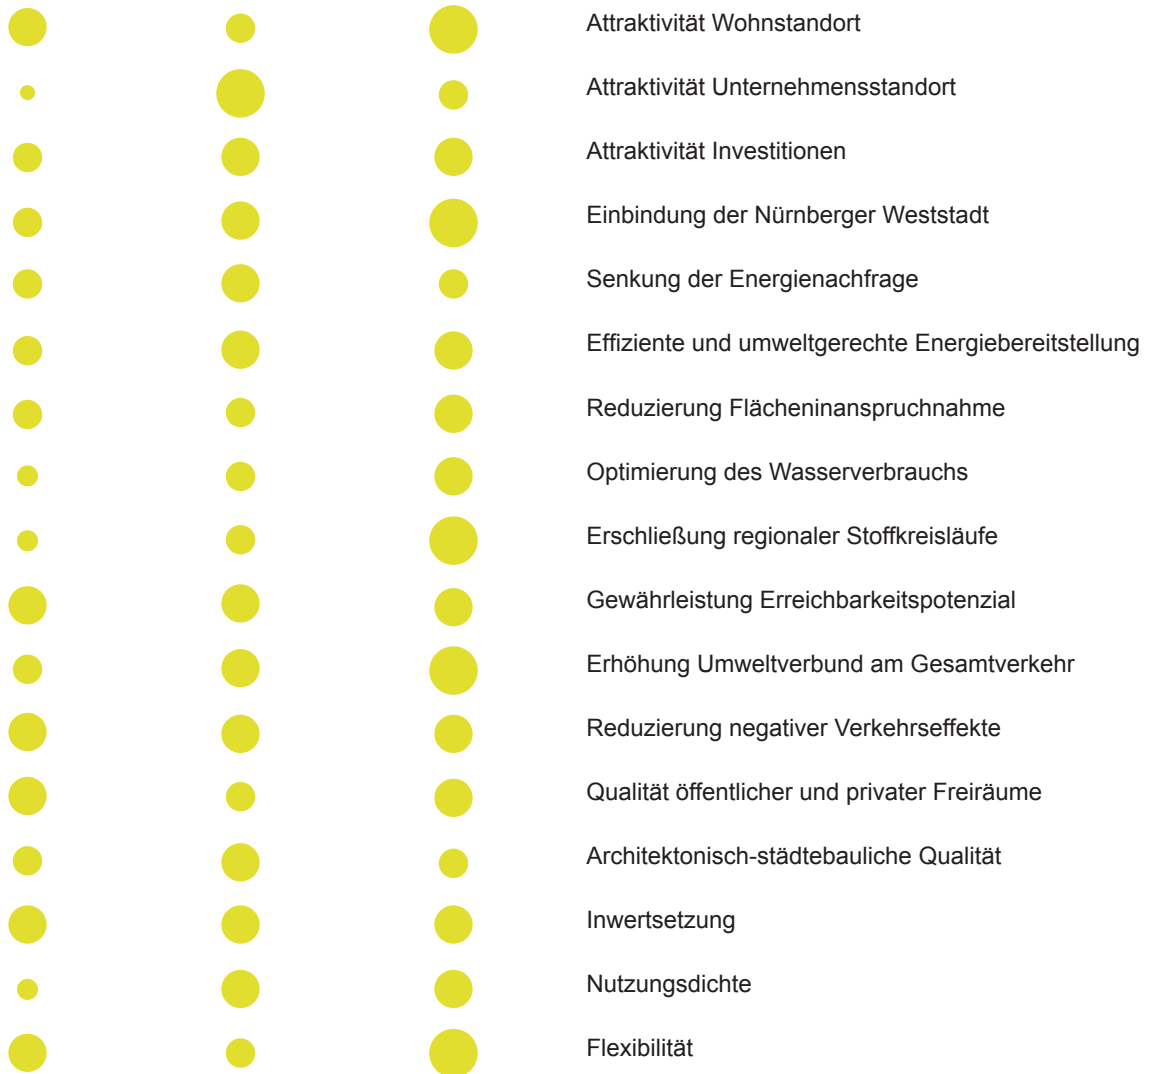 Attraktivität Wohnstandort
Attraktivität Unternehmensstandort
Attraktivität Investitionen
Einbindung der Nürnberger Weststadt
Senkung der Energienachfrage
Effiziente und umweltgerechte Energiebereitstellung
Reduzierung Flächeninanspruchnahme
Optimierung des Wasserverbrauchs
Erschließung regionaler Stoffkreisläufe
Gewährleistung Erreichbarkeitspotenzial
Erhöhung Umweltverbund am Gesamtverkehr
Reduzierung negativer Verkehrseffekte
Qualität öffentlicher und privater Freiräume
Architektonisch-städtebauliche Qualität
Inwertsetzung
Nutzungsdichte
Flexibilität